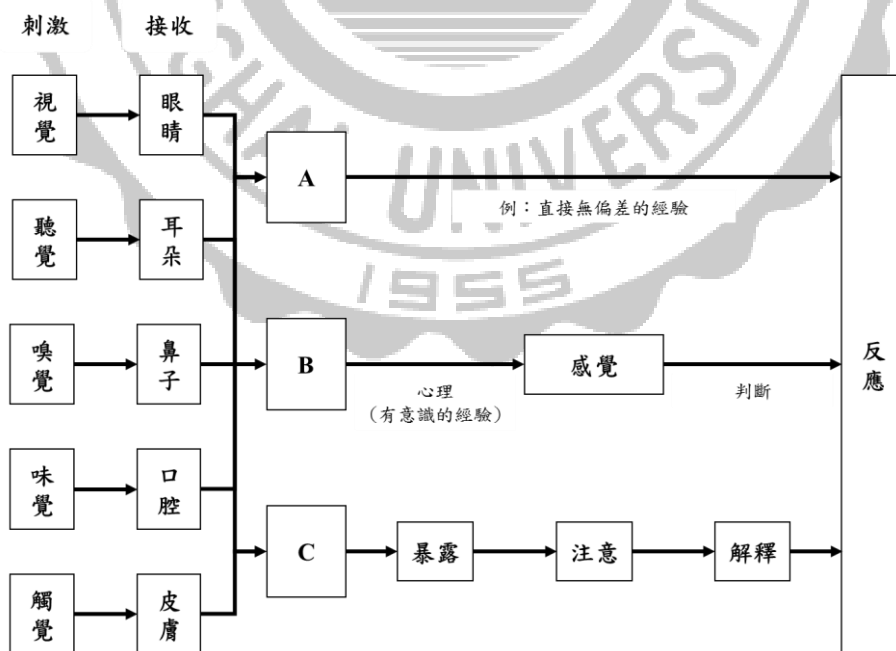 刺激
接收
視覺
眼睛
聽覺
耳朵
嗅覺
鼻子
味覺
口腔
觸覺
皮膚
A
例：直接無偏差的經驗
B
心理
（有意識的經驗）
感覺
判斷
C
暴露
注意
解釋
反應
UNIVERSI
1955